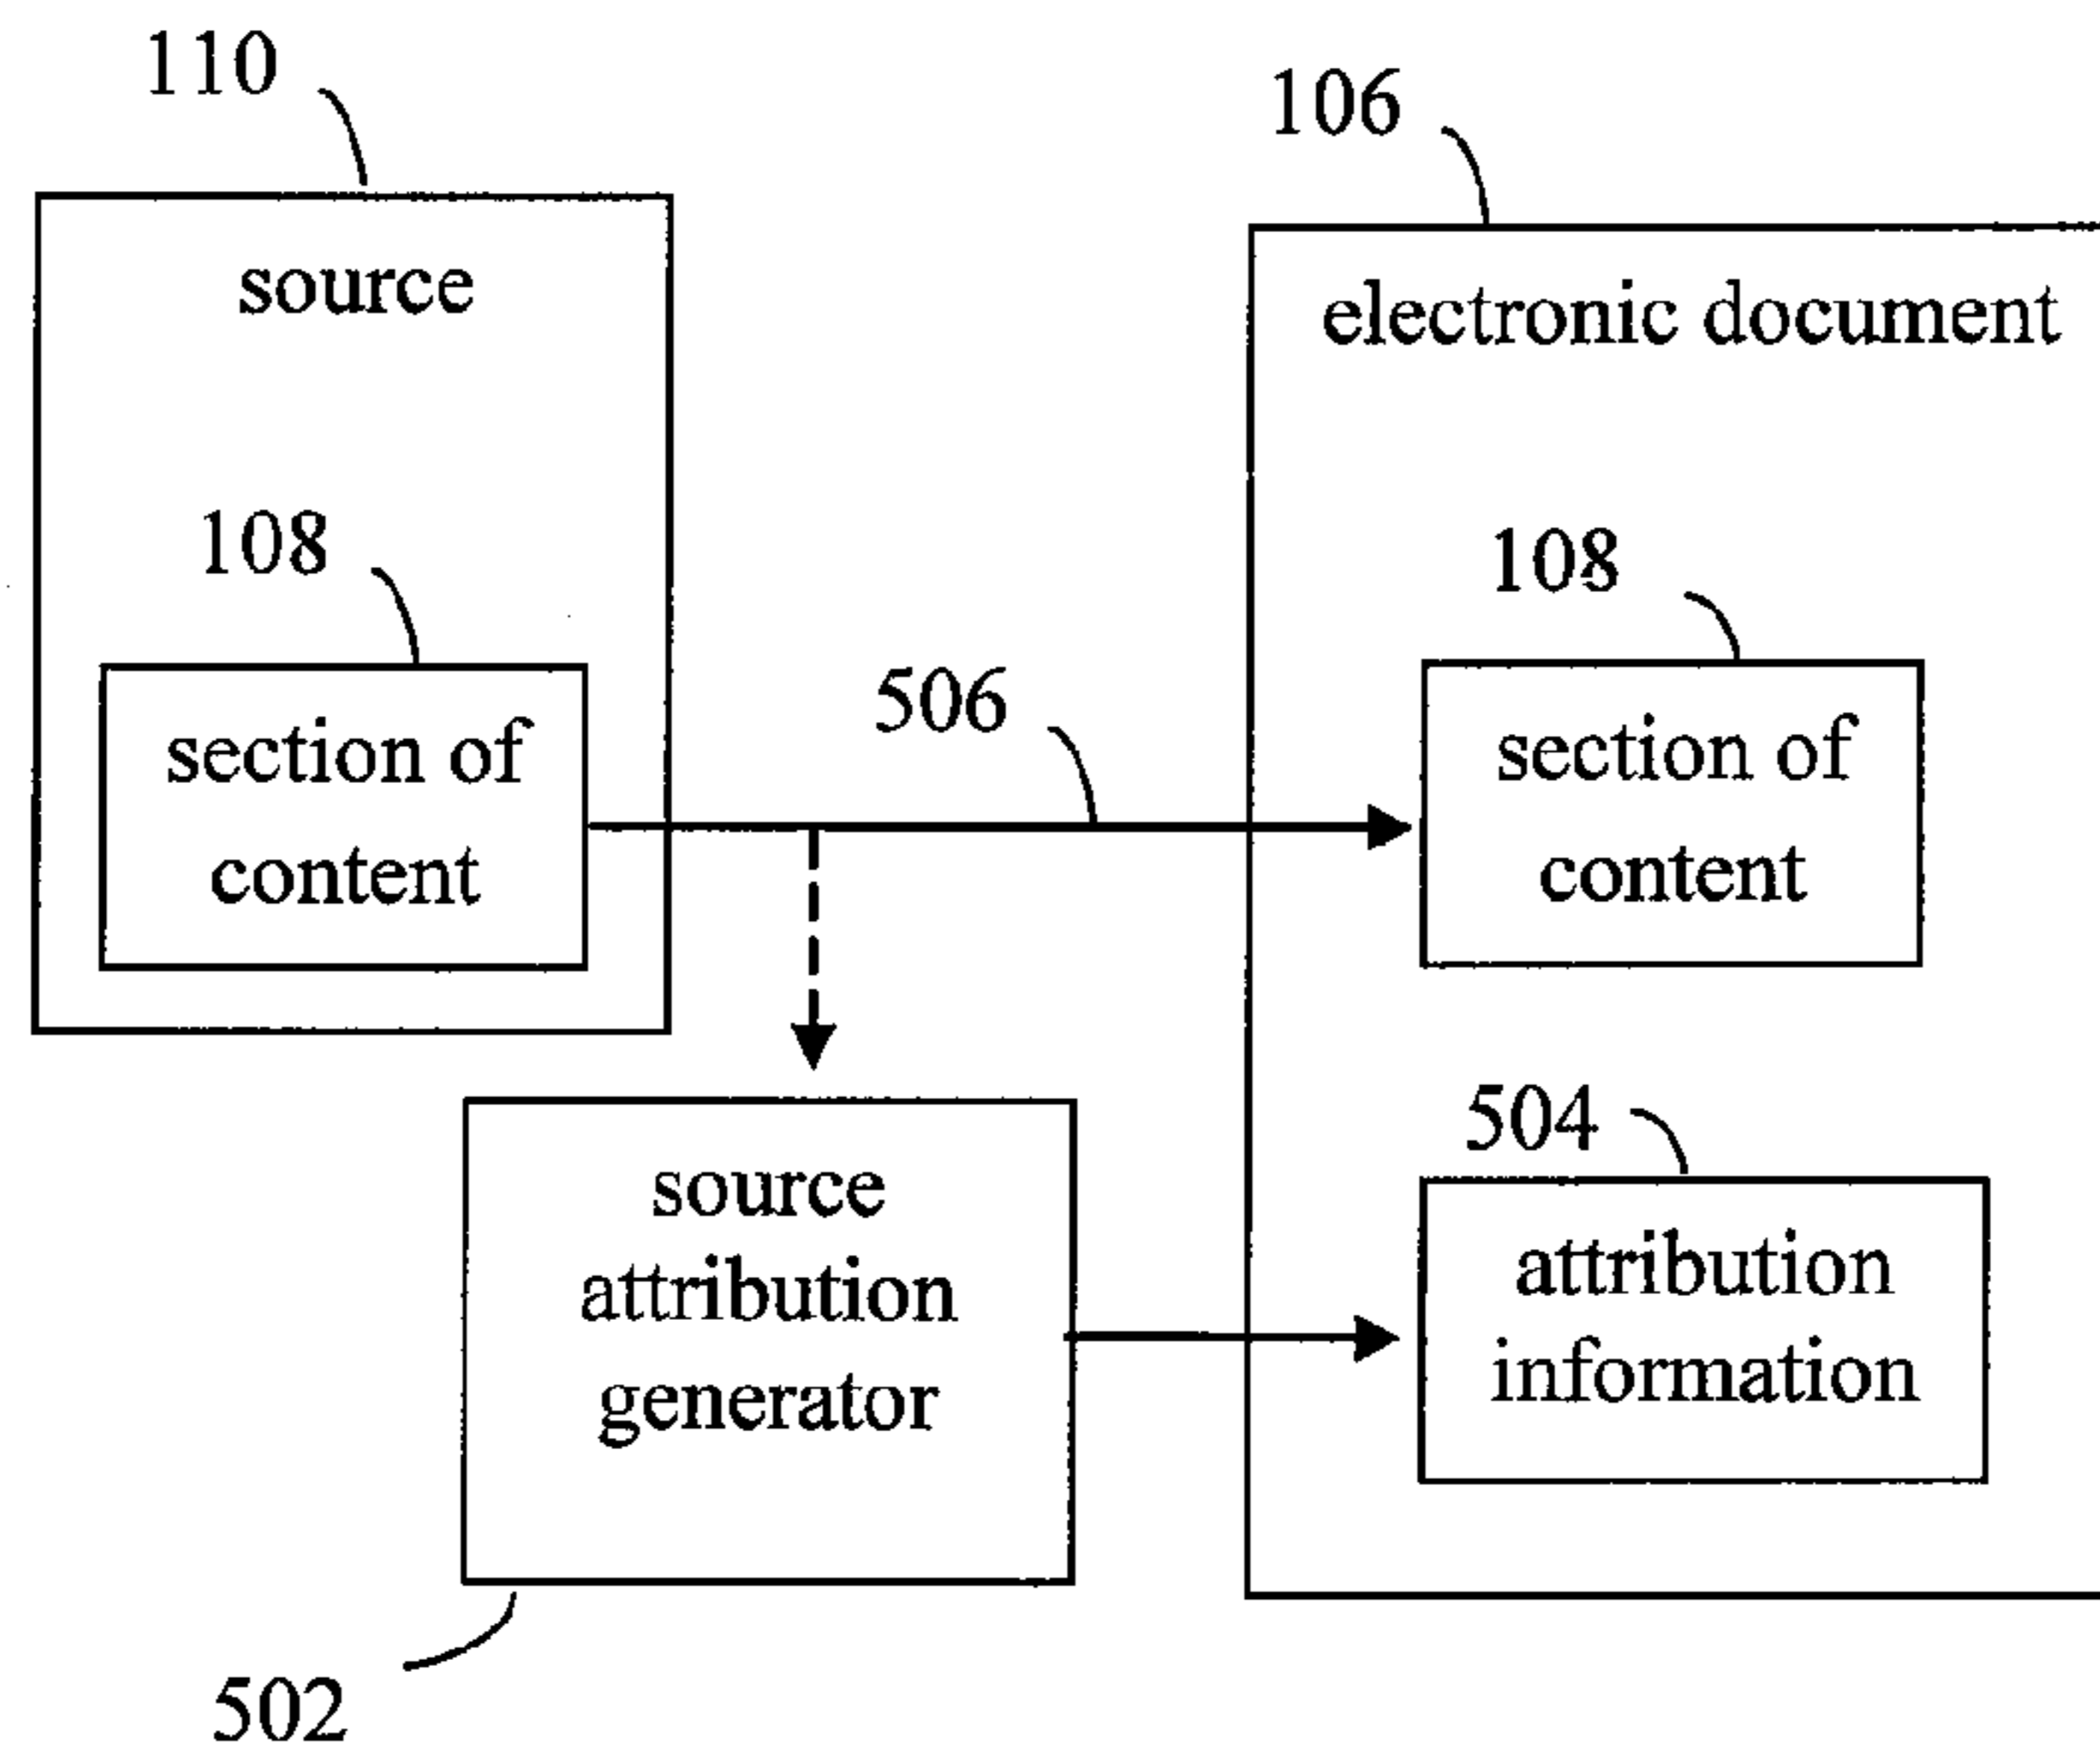 110
106
source
electronic document
108
108
section of
content
506
section of
content
504
source
attribution
generator
attribution
information
502